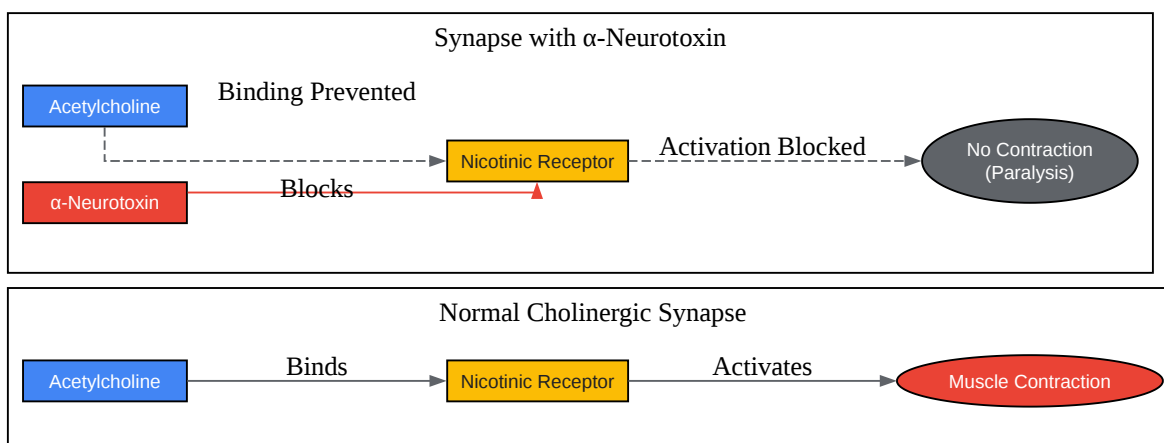 Synapse with α-Neurotoxin
Acetylcholine
Binding Prevented
Nicotinic Receptor
Activation Blocked
No Contraction
(Paralysis)
α-Neurotoxin
Blocks
Normal Cholinergic Synapse
Acetylcholine
Binds
Nicotinic Receptor
Activates
Muscle Contraction